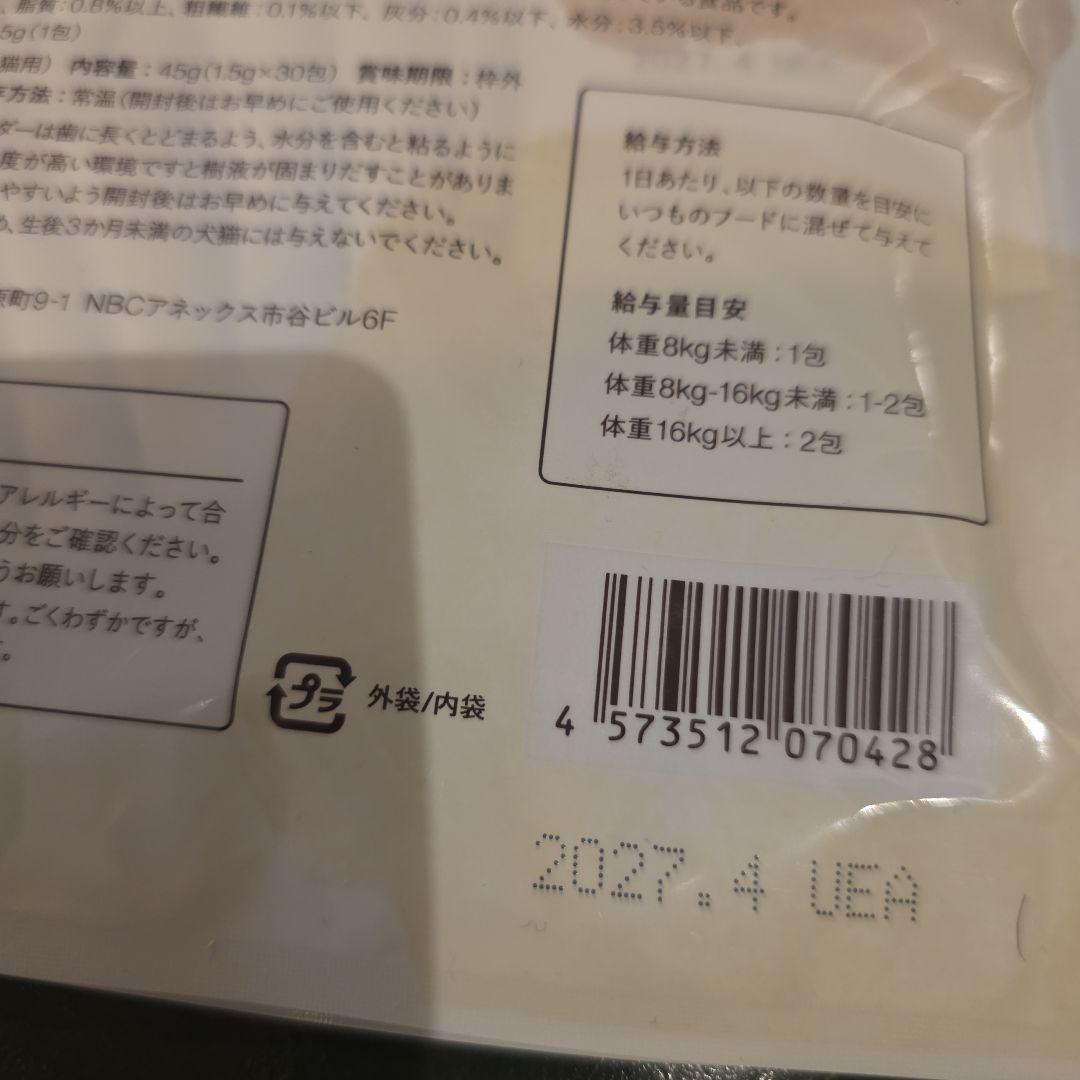 脂質:0.8%以上、粗繊維:0.1%以下、灰分:0.4%以下、水分:3.5%以下、
いる食品です。
5g(1包)
猫用) 内容量:45g(1.5g×30包) 賞味期限:枠外
方法:常温(開封後はお早めにご使用ください)
ダーは歯に長くとどまるよう、水分を含むと粘るように
度が高い環境ですと樹液が固まりだすことがありま
やすいよう開封後はお早めに与えてください。
め、生後3か月未満の犬猫には与えないでください。
町9-1 NBCアネックス市谷ビル6F
給与方法
1日あたり、以下の数量を目安に
いつものフードに混ぜて与えて
ください。
給与量目安
体重8kg未満:1包
体重8kg-16kg未満:1-2包
体重16kg以上:2包
アレルギーによって合
分をご確認ください。
うお願いします。
す。ごくわずかですが、
す。
プラ 外袋/内袋
4 573512 070428
2027.4 UEA